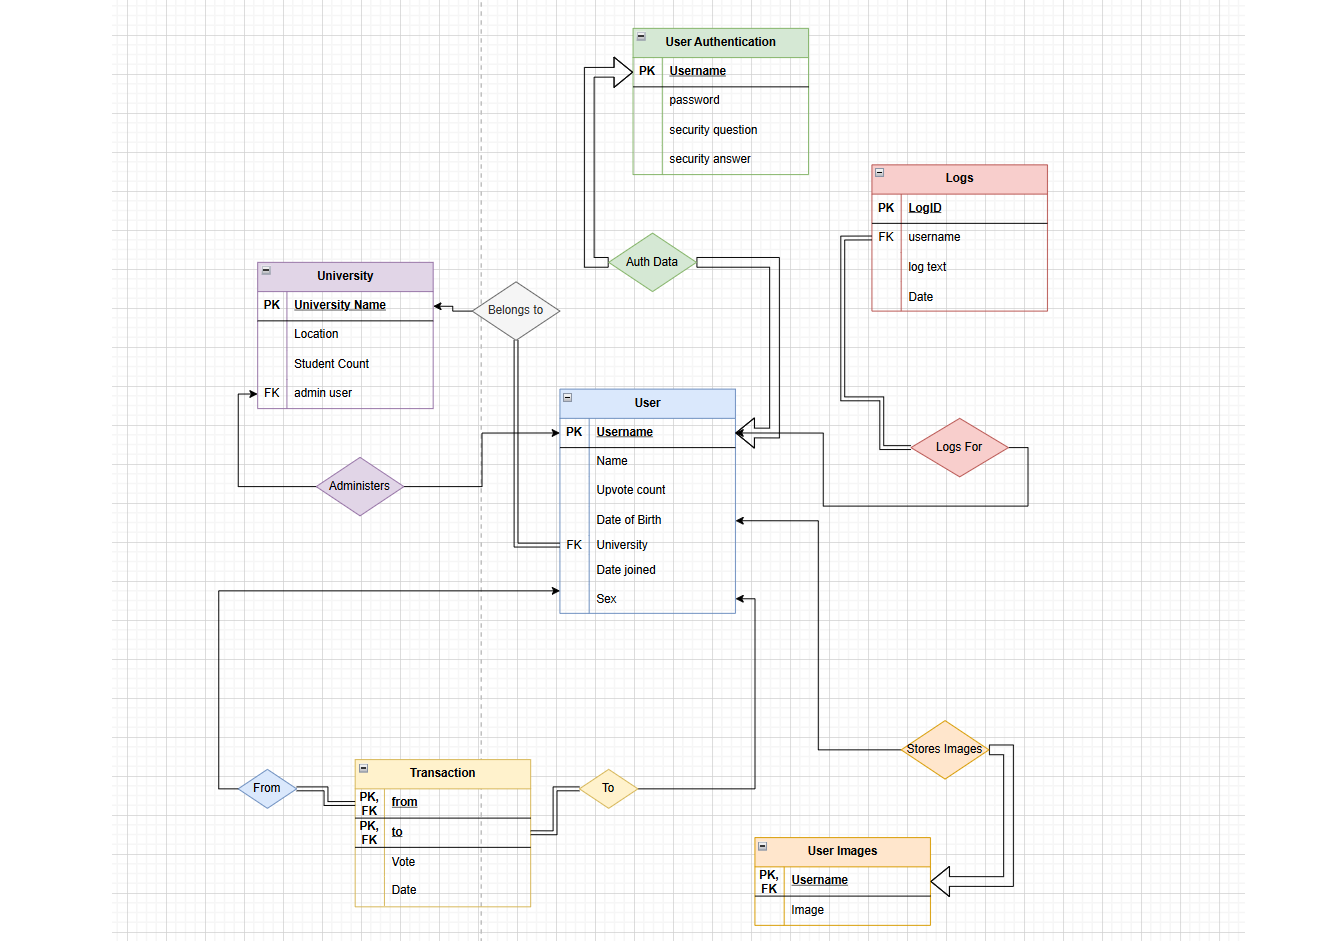 User Authentication
PK Username
password
security question
security answer
Logs
PK LogID
FK username
log text
Date
Auth Data
University
PK University Name
Location
Student Count
FK admin user
Belongs to
User
PK Username
Name
Upvote count
Date of Birth
FK University
Date joined
Sex
Logs For
Administers
Stores Images
From
Transaction
PK,
FK from
PK,
FK to
Vote
Date
To
User Images
PK,
FK Username
Image